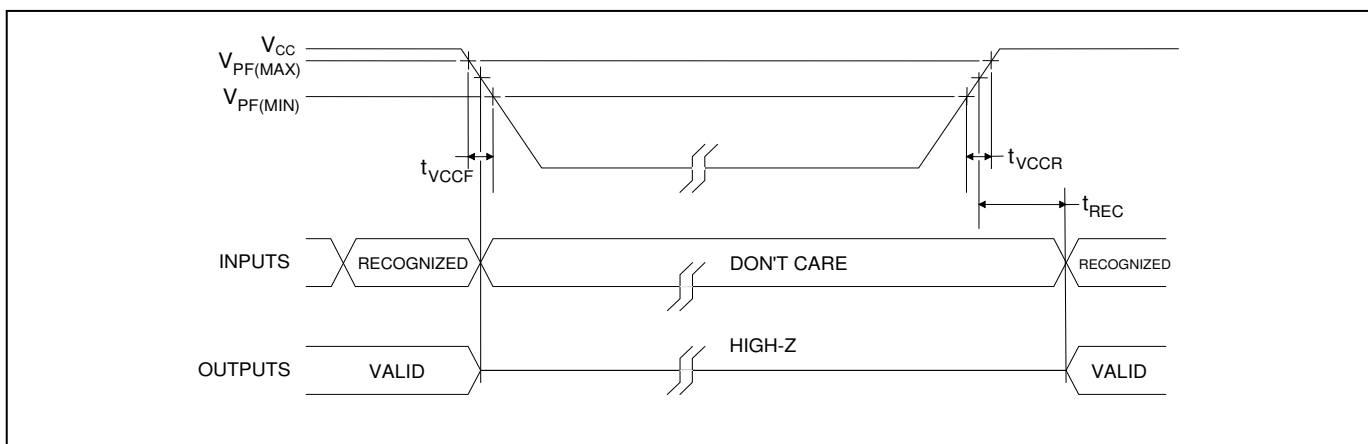 VCC
VPF(MAX)
VPF(MIN)
tVCCF
tVCCR
tREC
INPUTS RECOGNIZED DON'T CARE RECOGNIZED
HIGH-Z
OUTPUTS VALID VALID